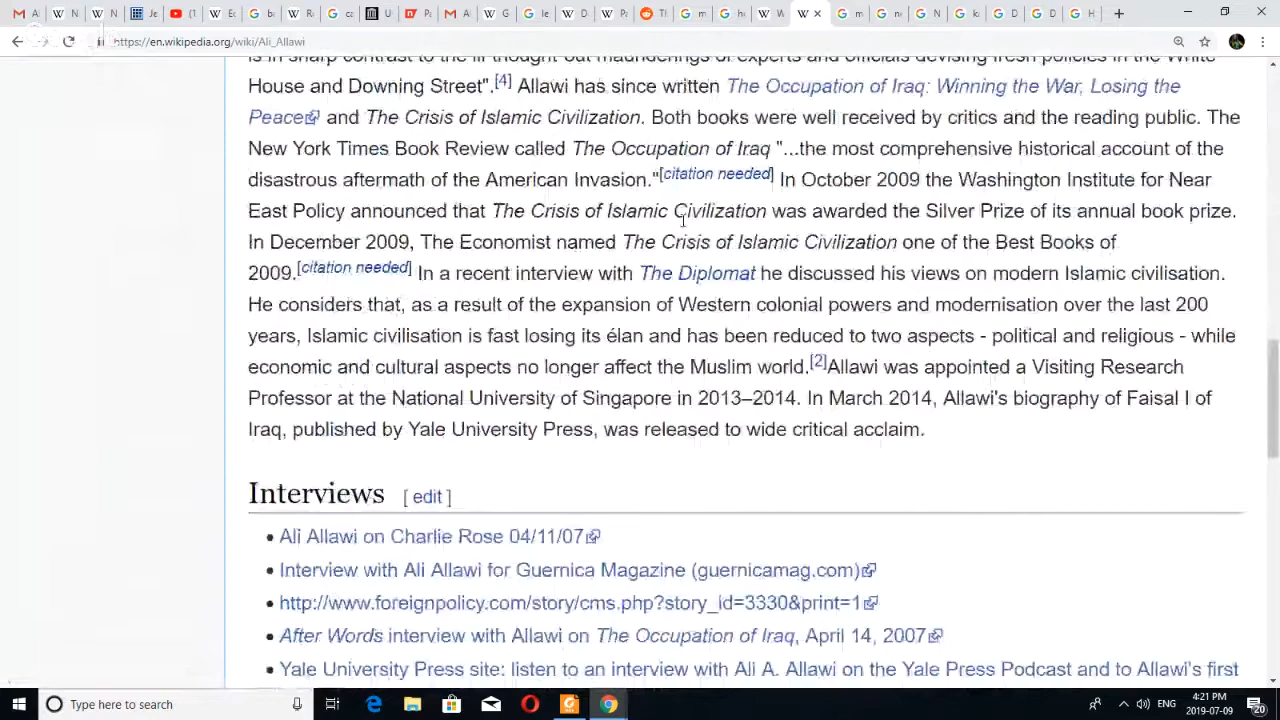 https://en.wikipedia.org/wiki/Ali_Allawi
House and Downing Street".[4] Allawi has since written The Occupation of Iraq: Winning the War, Losing the
Peace and The Crisis of Islamic Civilization. Both books were well received by critics and the reading public. The
New York Times Book Review called The Occupation of Iraq "...the most comprehensive historical account of the
disastrous aftermath of the American Invasion."[citation needed] In October 2009 the Washington Institute for Near
East Policy announced that The Crisis of Islamic Civilization was awarded the Silver Prize of its annual book prize.
In December 2009, The Economist named The Crisis of Islamic Civilization one of the Best Books of
2009.[citation needed] In a recent interview with The Diplomat he discussed his views on modern Islamic civilisation.
He considers that, as a result of the expansion of Western colonial powers and modernisation over the last 200
years, Islamic civilisation is fast losing its élan and has been reduced to two aspects - political and religious - while
economic and cultural aspects no longer affect the Muslim world.[2]Allawi was appointed a Visiting Research
Professor at the National University of Singapore in 2013–2014. In March 2014, Allawi's biography of Faisal I of
Iraq, published by Yale University Press, was released to wide critical acclaim.
Interviews [ edit ]
Ali Allawi on Charlie Rose 04/11/07
Interview with Ali Allawi for Guernica Magazine (guernicamag.com)
http://www.foreignpolicy.com/story/cms.php?story_id=3330&print=1
After Words interview with Allawi on The Occupation of Iraq, April 14, 2007
Yale University Press site: listen to an interview with Ali A. Allawi on the Yale Press Podcast and to Allawi's first
Type here to search
ENG
4:21 PM
2019-07-09
20